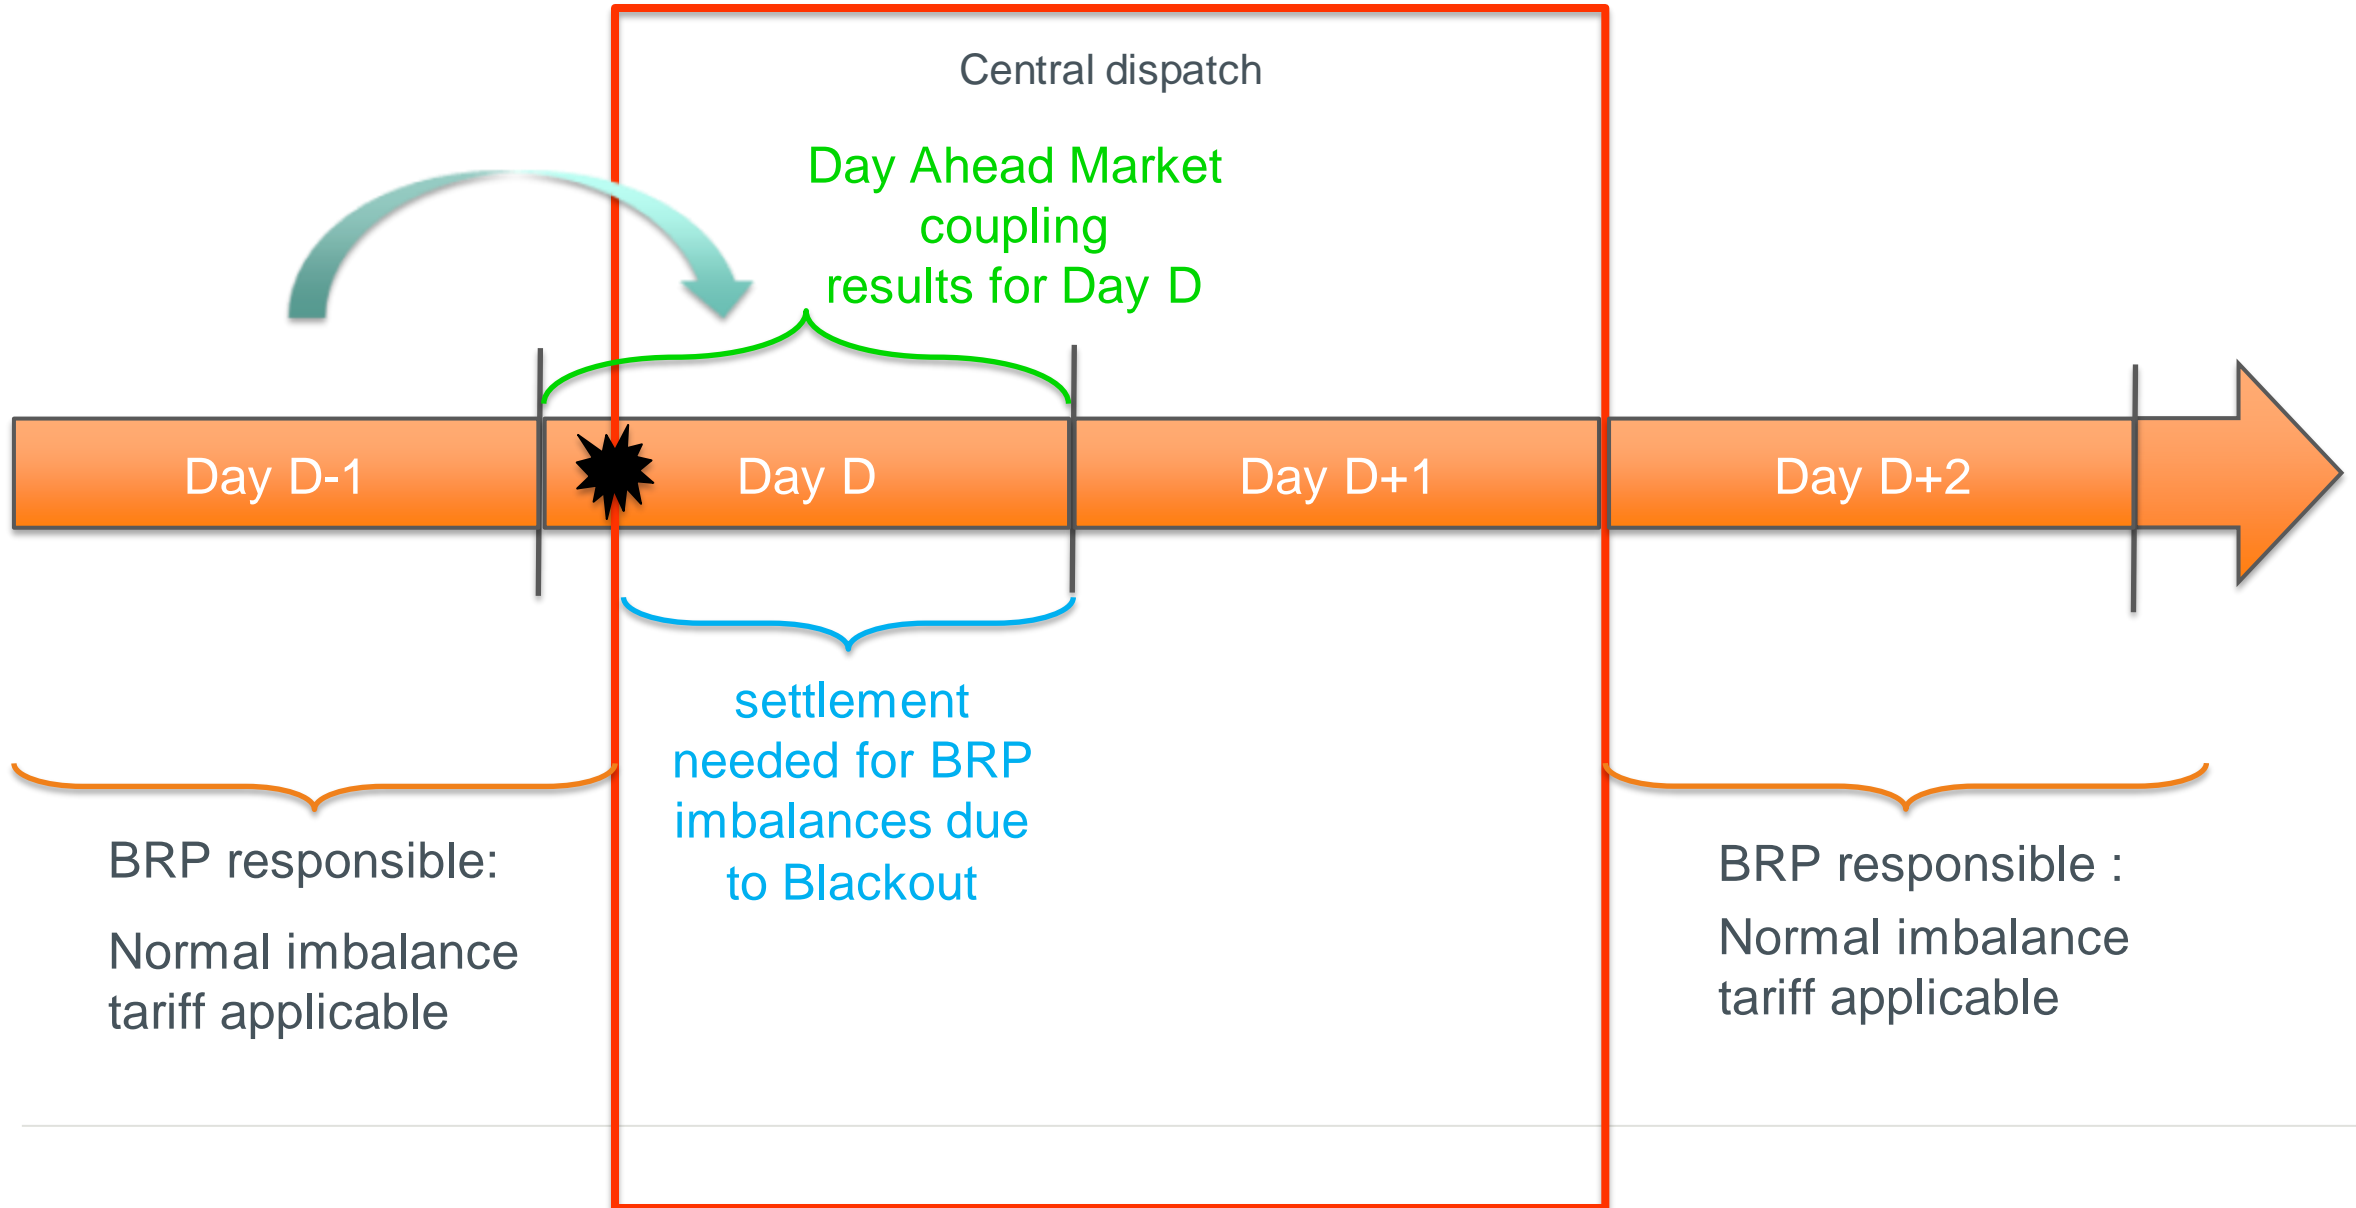 Central dispatch
Day Ahead Market
coupling
results for Day D
Day D-1
Day D
Day D+1
Day D+2
settlement
needed for BRP
imbalances due
to Blackout
BRP responsible:
Normal imbalance
tariff applicable
BRP responsible :
Normal imbalance
tariff applicable